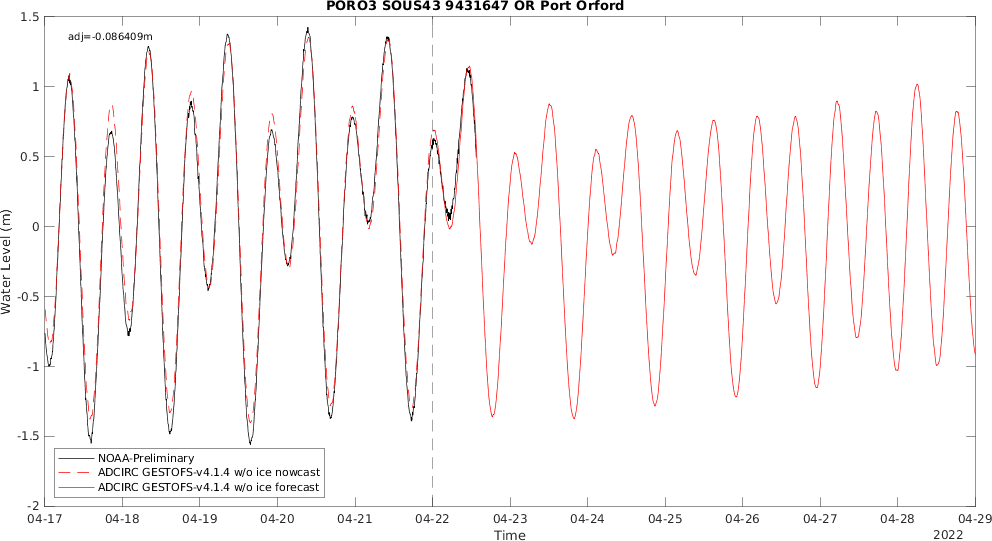 PORO3 SOUS43 9431647 OR Port Orford
adj=-0.086409m
1.5
1
0.5
0
-0.5
-1
-1.5
-2
Water Level (m)
NOAA-Preliminary
ADCIRC GESTOFS-v4.1.4 w/o ice nowcast
ADCIRC GESTOFS-v4.1.4 w/o ice forecast
04-17 04-18 04-19 04-20 04-21 04-22 04-23 04-24 04-25 04-26 04-27 04-28 04-29
Time
2022